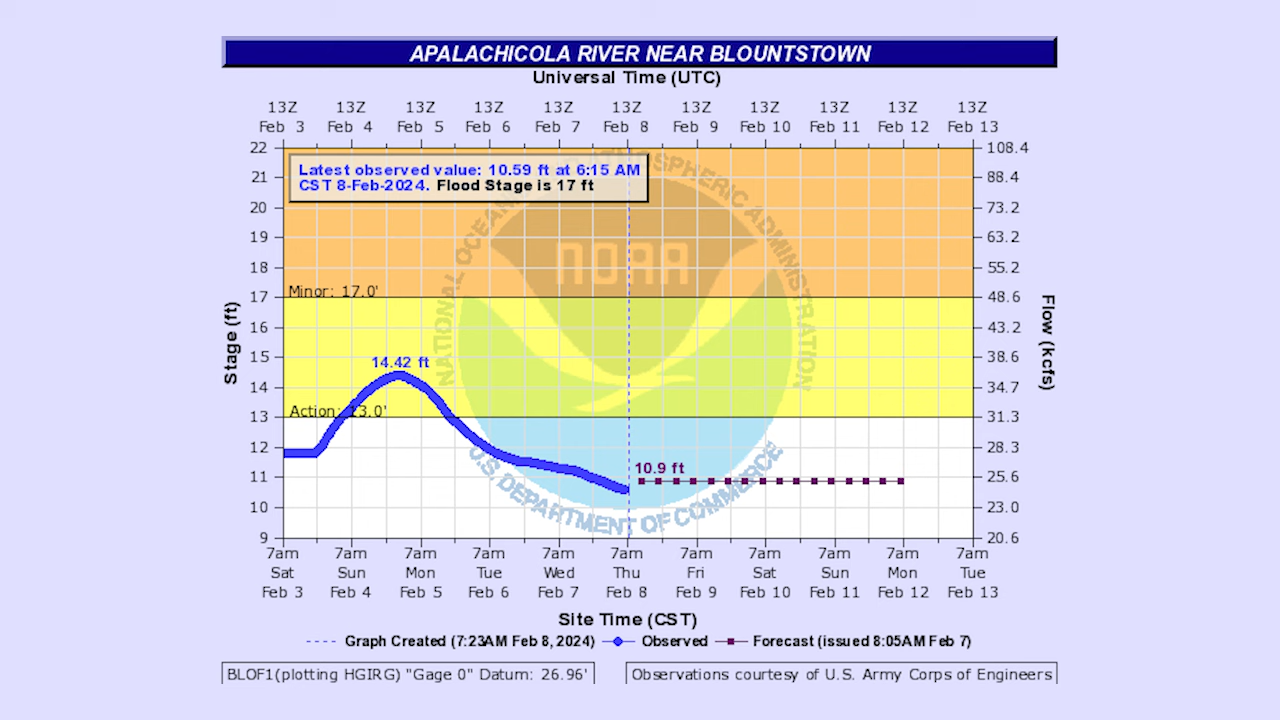 APALACHICOLA RIVER NEAR BLOUNTSTOWN
Universal Time (UTC)
13Z 13Z 13Z 13Z 13Z 13Z 13Z 13Z 13Z 13Z 13Z
Feb 3 Feb 4 Feb 5 Feb 6 Feb 7 Feb 8 Feb 9 Feb 10 Feb 11 Feb 12 Feb 13
22 108.4
Latest observed value: 10.59 ft at 6:15 AM
CST 8-Feb-2024. Flood Stage is 17 ft
21 88.4
20 73.2
19 63.2
18 55.2
Minor: 17.0'
17 48.6
16 43.2
15 38.6
14.42 ft
14 34.7
Action: 13.0'
13 31.3
12 28.3
10.9 ft
11 25.6
10 23.0
9 20.6
Stage (ft)
Flow (kcfs)
NATIONAL OCEANIC AND ATMOSPHERIC ADMINISTRATION
NOAA
U.S. DEPARTMENT OF COMMERCE
7am 7am 7am 7am 7am 7am 7am 7am 7am 7am 7am
Sat Sun Mon Tue Wed Thu Fri Sat Sun Mon Tue
Feb 3 Feb 4 Feb 5 Feb 6 Feb 7 Feb 8 Feb 9 Feb 10 Feb 11 Feb 12 Feb 13
Site Time (CST)
Graph Created (7:23AM Feb 8, 2024) Observed Forecast (issued 8:05AM Feb 7)
BLOF1(plotting HGIRG) "Gage 0" Datum: 26.96' Observations courtesy of U.S. Army Corps of Engineers